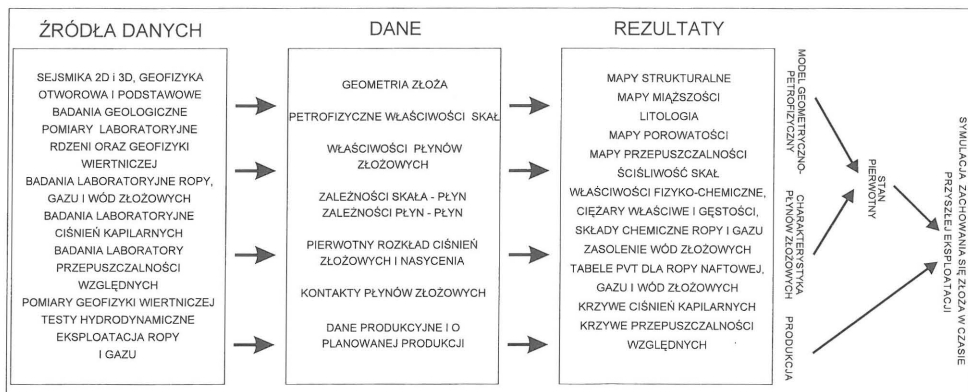 ŹRÓDŁA DANYCH
SEJSMIKA 2D i 3D, GEOFIZYKA
OTWOROWA I PODSTAWOWE
BADANIA GEOLOGICZNE
POMIARY LABORATORYJNE
RDZENI ORAZ GEOFIZYKI
WIERTNICZEJ
BADANIA LABORATORYJNE ROPY,
GAZU I WÓD ZŁOŻOWYCH
BADANIA LABORATORYJNE
CIŚNIEŃ KAPILARNYCH
BADANIA LABORATORY
PRZEPUSZCZALNOŚCI
WZGLĘDNYCH
POMIARY GEOFIZYKI WIERTNICZEJ
TESTY HYDRODYNAMICZNE
EKSPLOATACJA ROPY
I GAZU
DANE
GEOMETRIA ZŁOŻA
PETROFIZYCZNE WŁAŚCIWOŚCI SKAŁ
WŁAŚCIWOŚCI PŁYNÓW
ZŁOŻOWYCH
ZALEŻNOŚCI SKAŁA - PŁYN
ZALEŻNOŚCI PŁYN - PŁYN
PIERWOTNY ROZKŁAD CIŚNIEŃ
ZŁOŻOWYCH I NASYCENIA
KONTAKTY PŁYNÓW ZŁOŻOWYCH
DANE PRODUKCYJNE I O
PLANOWANEJ PRODUKCJI
REZULTATY
MAPY STRUKTURALNE
MAPY MIĄŻSZOŚCI
LITOLOGIA
MAPY POROWATOŚCI
MAPY PRZEPUSZCZALNOŚCI
ŚCIŚLIWOŚĆ SKAŁ
WŁAŚCIWOŚCI FIZYKO-CHEMICZNE,
CIĘŻARY WŁAŚCIWE I GĘSTOŚCI,
SKŁADY CHEMICZNE ROPY I GAZU
ZASOLENIE WÓD ZŁOŻOWYCH
TABELE PVT DLA ROPY NAFTOWEJ,
GAZU I WÓD ZŁOŻOWYCH
KRZYWE CIŚNIEŃ KAPILARNYCH
KRZYWE PRZEPUSZCZALNOŚCI
WZGLĘDNYCH
MODEL GEOMETRYCZNO-
PETROFIZYCZNY
CHARAKTERYSTYKA
PŁYNÓW ZŁOŻOWYCH
PRODUKCJA
STAN
PIERWOTNY
SYMULACJA ZACHOWANIA SIĘ ZŁOŻA W CZASIE
PRZYSZŁEJ EKSPLOATACJI